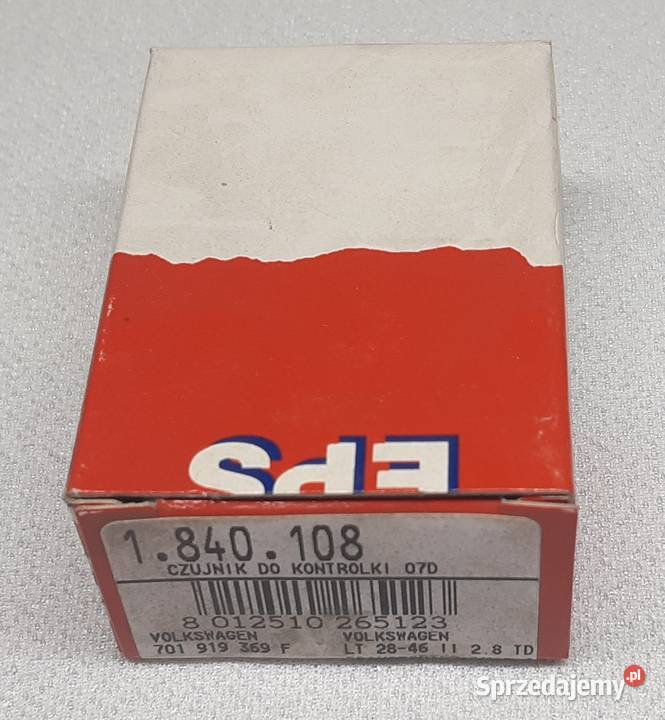 EPS
1.840.108
CZUJNIK DO KONTROLKI 07D
8 012510 265123
VOLKSWAGEN VOLKSWAGEN
701 919 369 F LT 28-46 II 2.8 TD
Sprzedajemy.pl